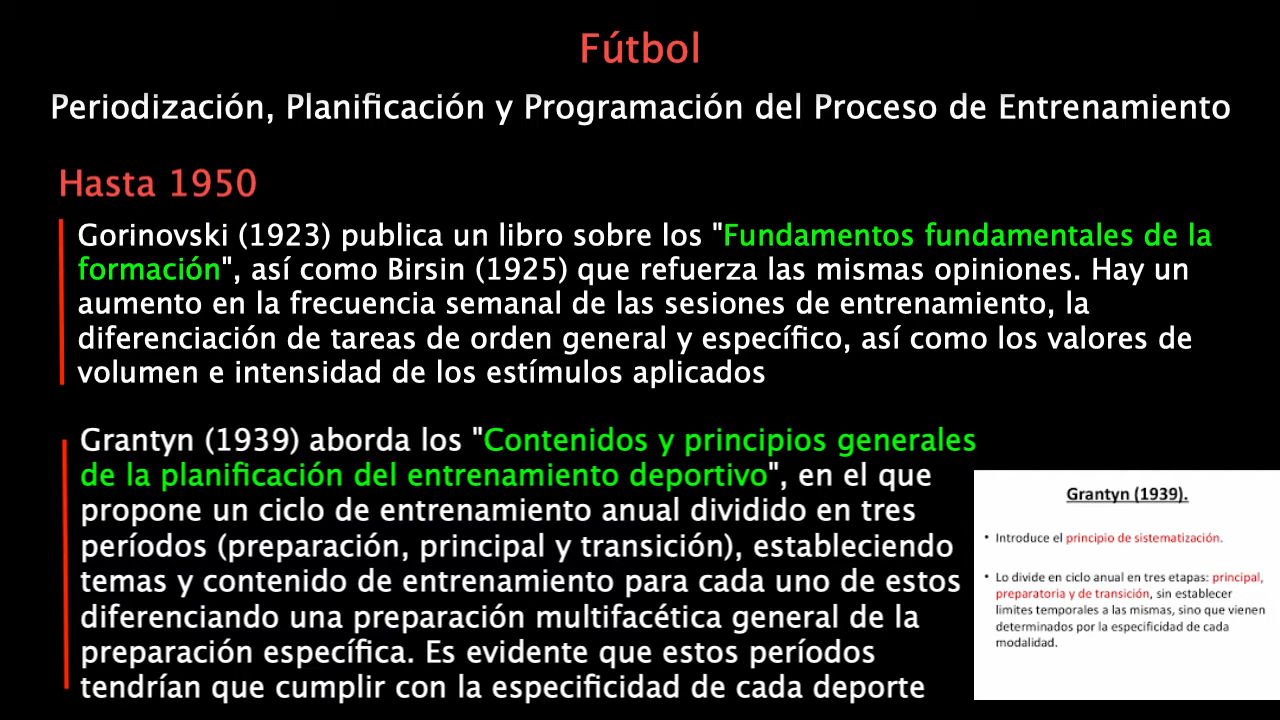 Fútbol
Periodización, Planificación y Programación del Proceso de Entrenamiento
Hasta 1950
Gorinovski (1923) publica un libro sobre los "Fundamentos fundamentales de la
formación", así como Birsin (1925) que refuerza las mismas opiniones. Hay un
aumento en la frecuencia semanal de las sesiones de entrenamiento, la
diferenciación de tareas de orden general y específico, así como los valores de
volumen e intensidad de los estímulos aplicados
Grantyn (1939) aborda los "Contenidos y principios generales
de la planificación del entrenamiento deportivo", en el que
propone un ciclo de entrenamiento anual dividido en tres
períodos (preparación, principal y transición), estableciendo
temas y contenido de entrenamiento para cada uno de estos
diferenciando una preparación multifacética general de la
preparación específica. Es evidente que estos períodos
tendrían que cumplir con la especificidad de cada deporte
Grantyn (1939).
• Introduce el principio de sistematización.
• Lo divide en ciclo anual en tres etapas: principal,
preparatoria y de transición, sin establecer
limites temporales a las mismas, sino que vienen
determinados por la especificidad de cada
modalidad.